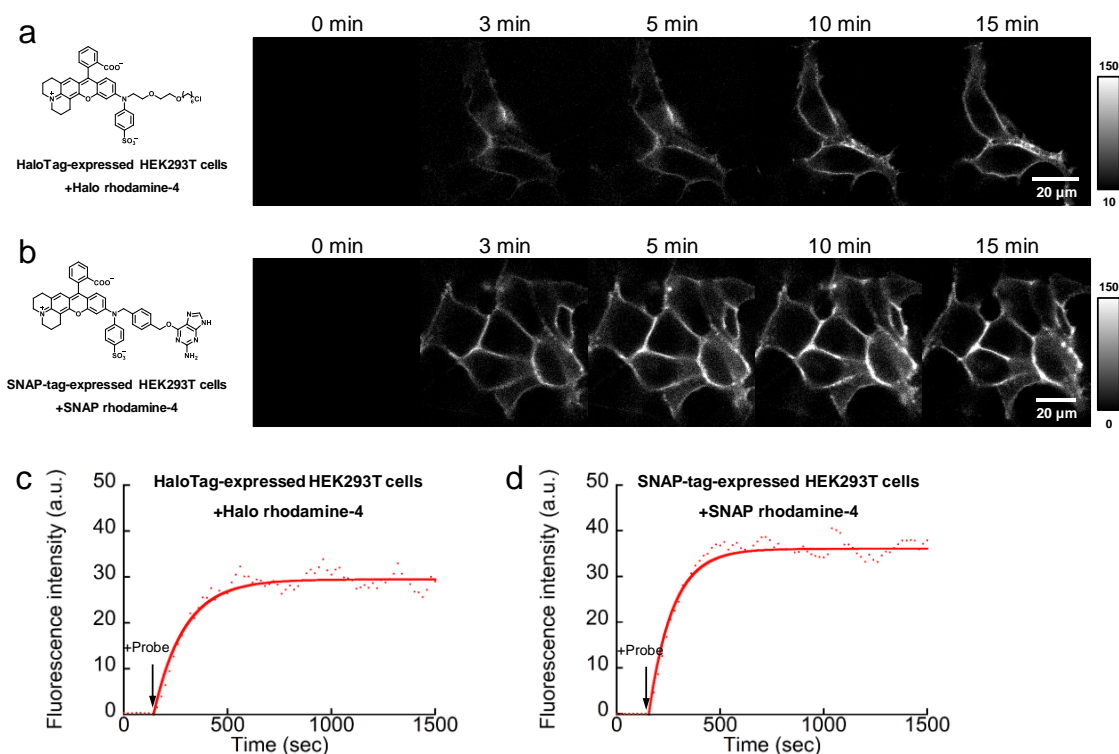 a
0 min
3 min
5 min
10 min
15 min
COO⁻
N⁺
O
N
O
O
Cl
6
SO₃⁻
HaloTag-expressed HEK293T cells
+Halo rhodamine-4
20 μm
150
10
b
0 min
3 min
5 min
10 min
15 min
COO⁻
N⁺
O
N
O
N
NH
N
N
NH₂
SO₃⁻
SNAP-tag-expressed HEK293T cells
+SNAP rhodamine-4
20 μm
150
0
c
HaloTag-expressed HEK293T cells
+Halo rhodamine-4
Fluorescence intensity (a.u.)
50
40
30
20
10
0
+Probe
0
500
1000
1500
Time (sec)
d
SNAP-tag-expressed HEK293T cells
+SNAP rhodamine-4
Fluorescence intensity (a.u.)
50
40
30
20
10
0
+Probe
0
500
1000
1500
Time (sec)